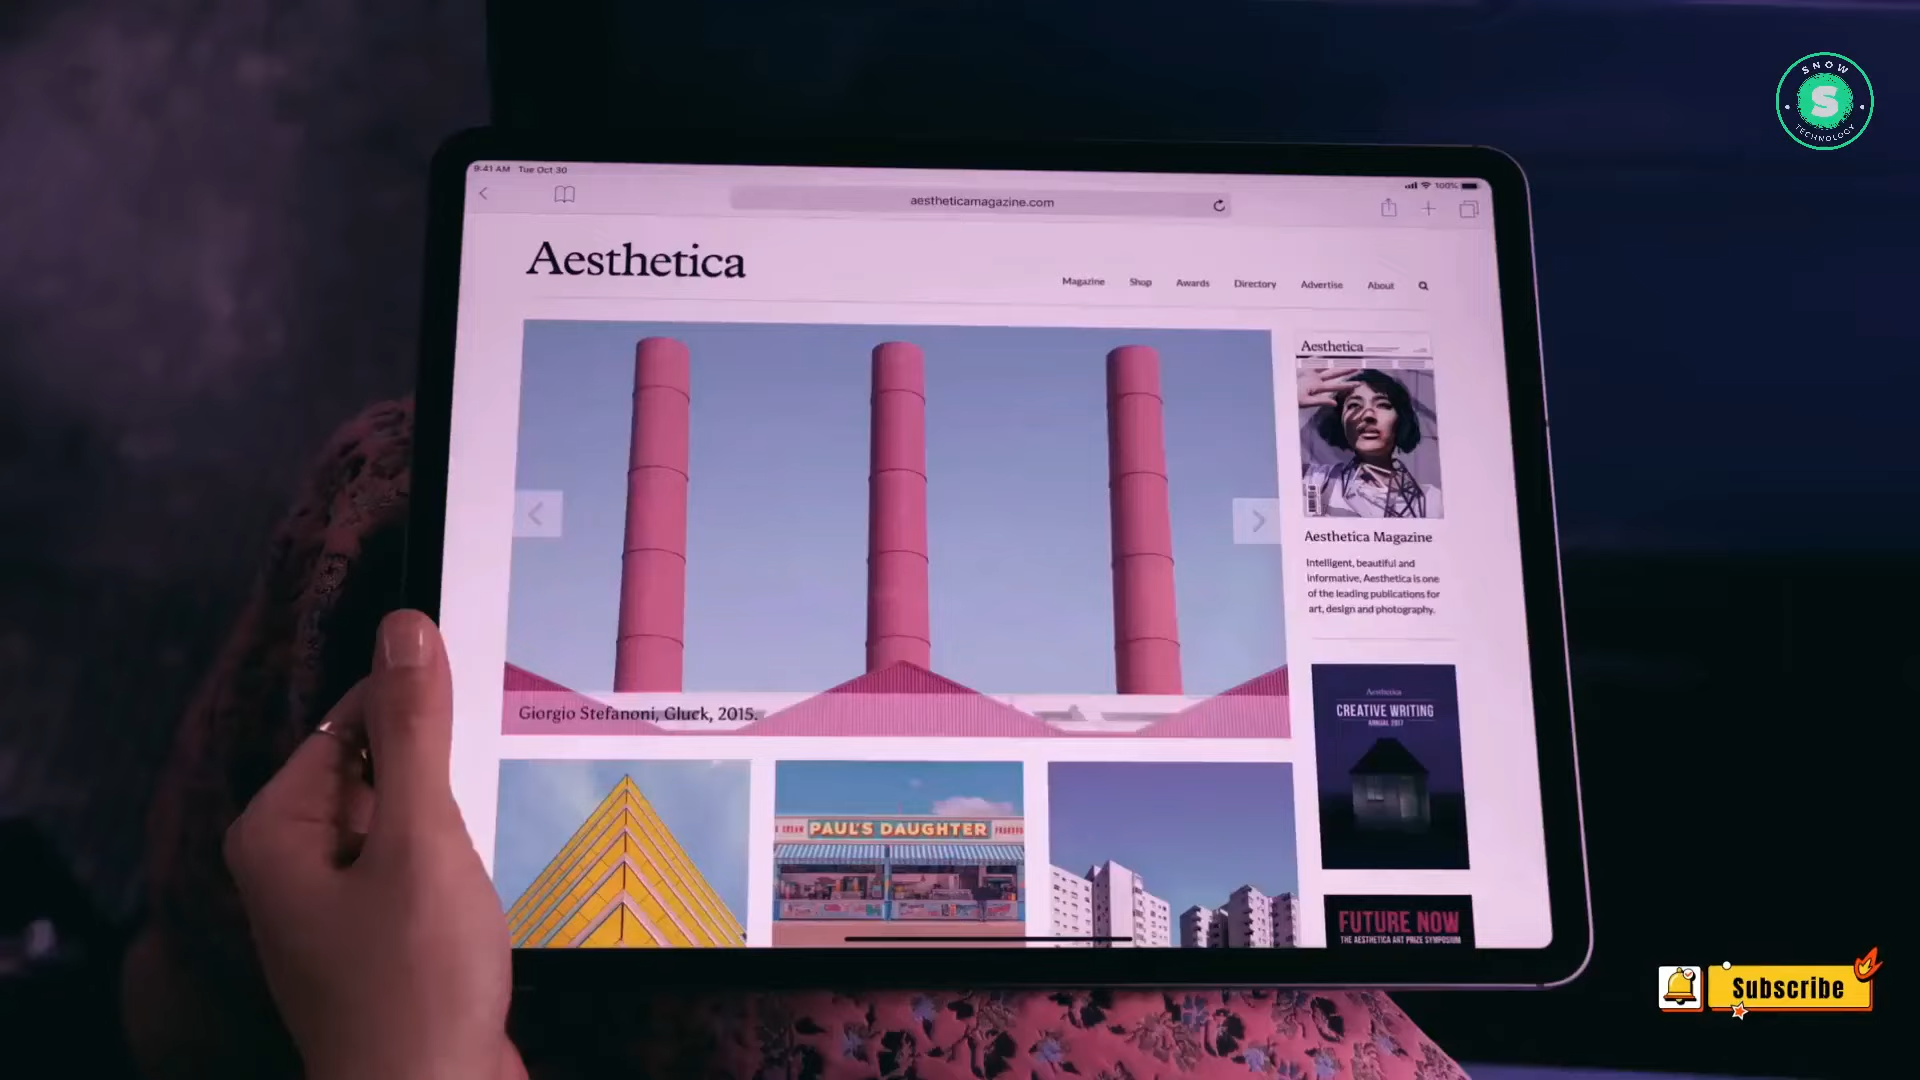 SNOW
S
TECHNOLOGY
9:41 AM Tue Oct 30
100%
aestheticamagazine.com
Aesthetica
Magazine Shop Awards Directory Advertise About
Aesthetica
Aesthetica Magazine
Intelligent, beautiful and
informative, Aesthetica is one
of the leading publications for
art, design and photography.
Giorgio Stefanoni, Gluck, 2015.
Aesthetica
CREATIVE WRITING
ANNUAL 2017
PAUL'S DAUGHTER
FUTURE NOW
THE AESTHETICA ART PRIZE SYMPOSIUM
Subscribe